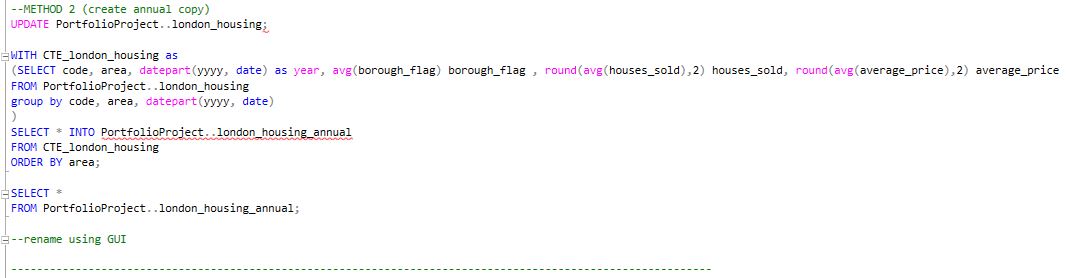 --METHOD 2 (create annual copy)
UPDATE PortfolioProject..london_housing;
WITH CTE_london_housing as
(SELECT code, area, datepart(yyyy, date) as year, avg(borough_flag) borough_flag , round(avg(houses_sold),2) houses_sold, round(avg(average_price),2) average_price
FROM PortfolioProject..london_housing
group by code, area, datepart(yyyy, date)
)
SELECT * INTO PortfolioProject..london_housing_annual
FROM CTE_london_housing
ORDER BY area;
SELECT *
FROM PortfolioProject..london_housing_annual;
--rename using GUI
--------------------------------------------------------------------------------------------------------------